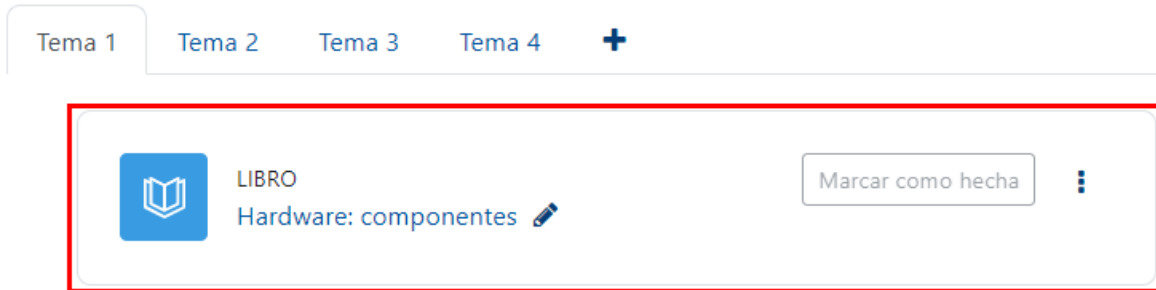 Tema 1 Tema 2 Tema 3 Tema 4 +
LIBRO
Marcar como hecha
Hardware: componentes